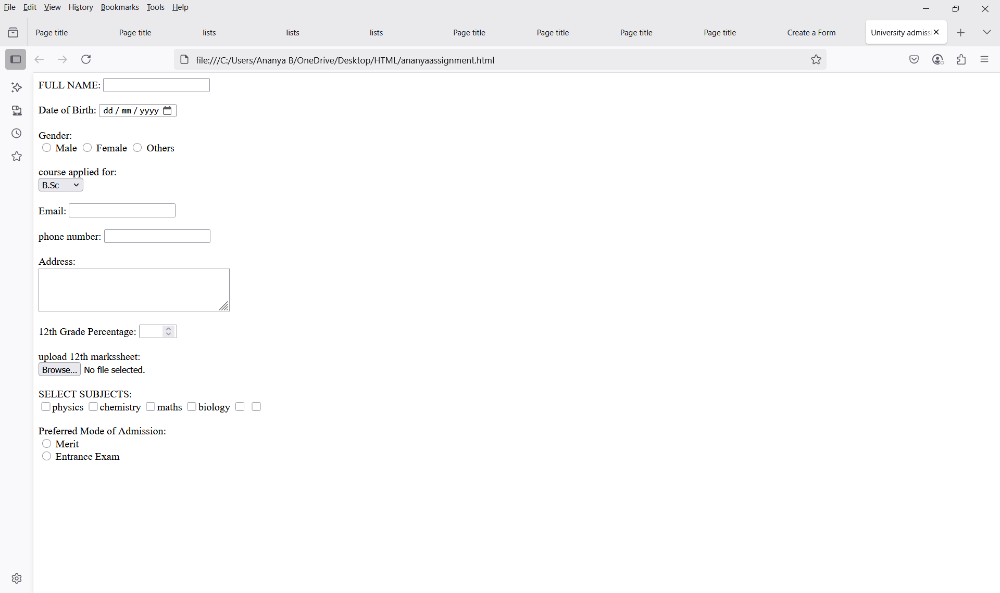 File Edit View History Bookmarks Tools Help
Page title Page title lists lists lists Page title Page title Page title Page title Create a Form University admiss
file:///C:/Users/Ananya B/OneDrive/Desktop/HTML/ananyaassignment.html
FULL NAME:
Date of Birth: dd / mm / yyyy
Gender:
Male Female Others
course applied for:
B.Sc
Email:
phone number:
Address:
12th Grade Percentage:
upload 12th markssheet:
Browse... No file selected.
SELECT SUBJECTS:
physics chemistry maths biology
Preferred Mode of Admission:
Merit
Entrance Exam